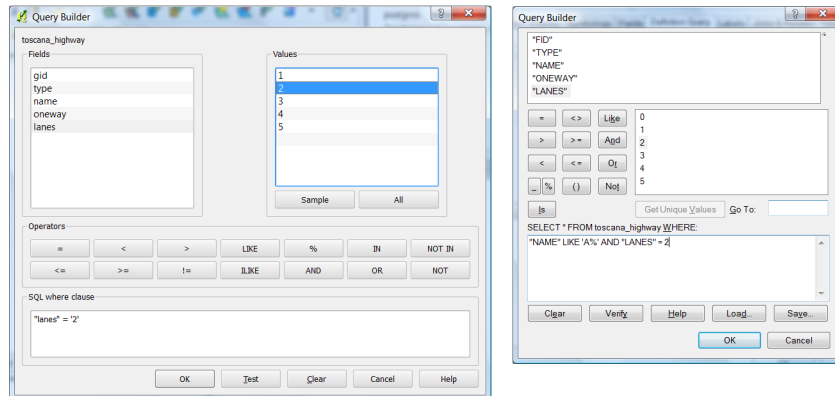 Query Builder
toscana_highway
Fields
gid
type
name
oneway
lanes
Values
1
2
3
4
5
Sample All
Operators
= < > LIKE % IN NOT IN
<= >= != ILIKE AND OR NOT
SQL where clause
"lanes" = '2'
OK Test Clear Cancel Help
Query Builder
"FID"
"TYPE"
"NAME"
"ONEWAY"
"LANES"
= <> Like
> >= And
< <= Or
_ % () Not
Is
0
1
2
3
4
5
Get Unique Values Go To:
SELECT * FROM toscana_highway WHERE:
"NAME" LIKE 'A%' AND "LANES" = 2
Clear Verify Help Load... Save...
OK Cancel